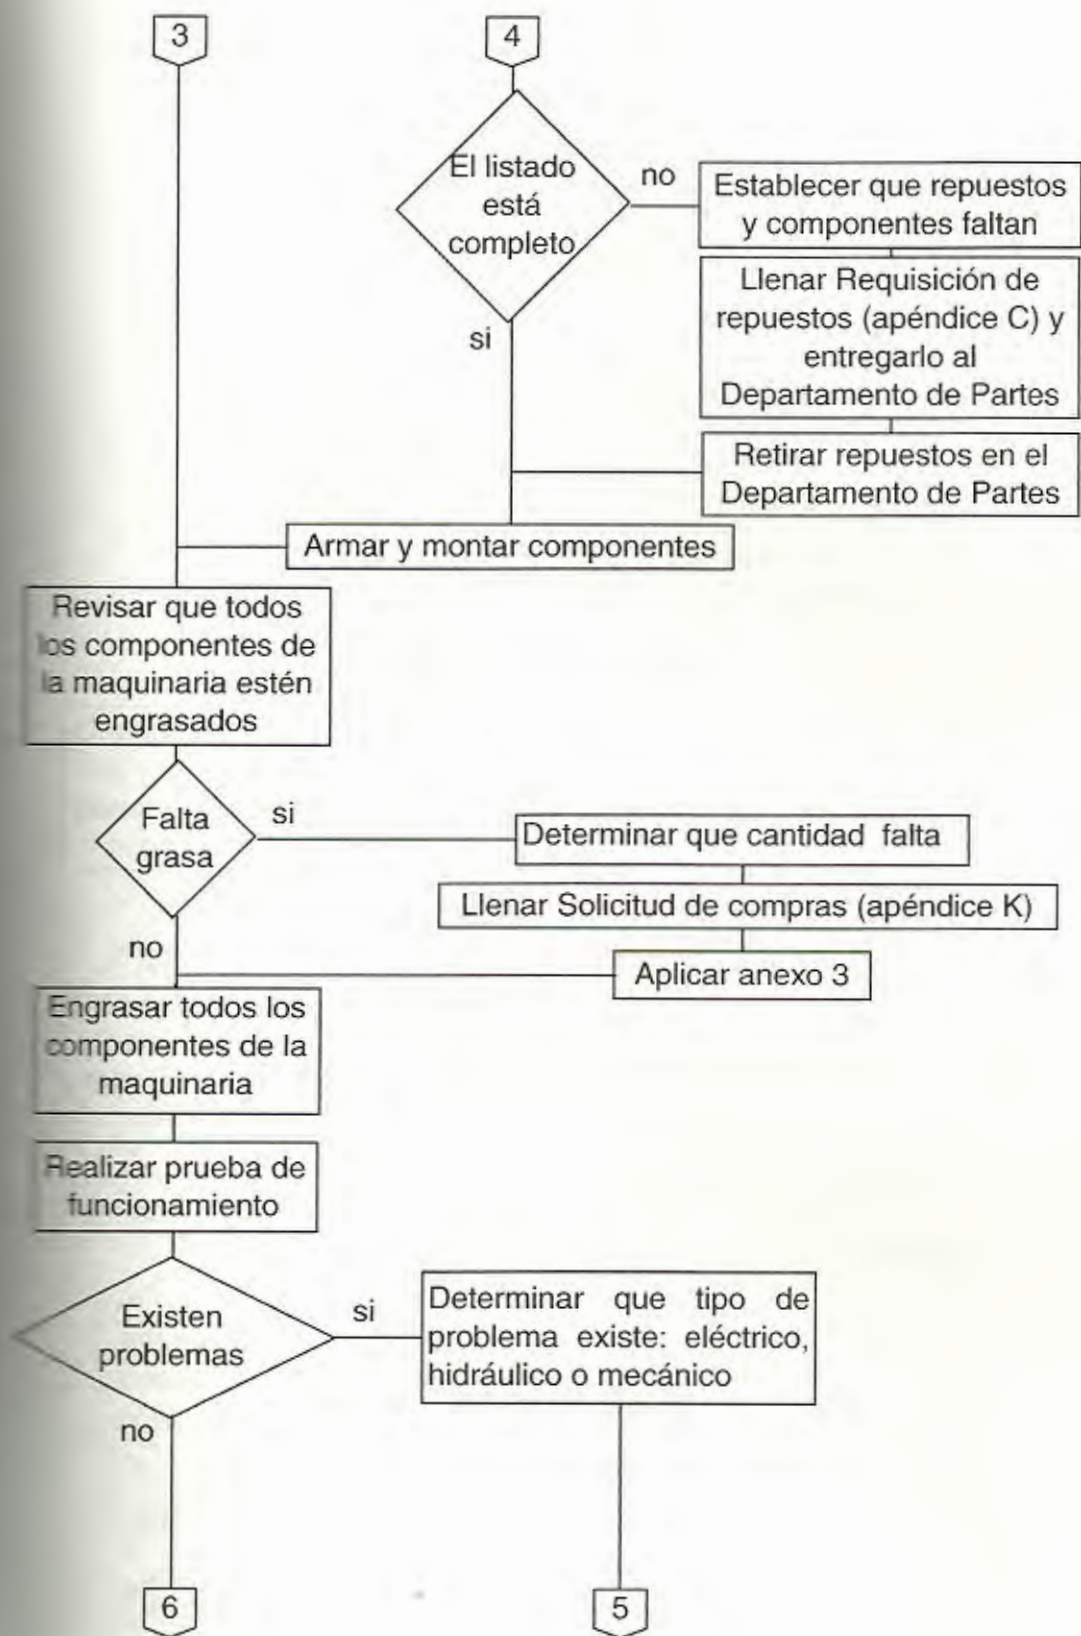 3
4
El listado
está
completo
no
si
Establecer que repuestos
y componentes faltan
Llenar Requisición de
repuestos (apéndice C) y
entregarlo al
Departamento de Partes
Retirar repuestos en el
Departamento de Partes
Armar y montar componentes
Revisar que todos
los componentes de
la maquinaria estén
engrasados
Falta
grasa
si
no
Determinar que cantidad falta
Llenar Solicitud de compras (apéndice K)
Aplicar anexo 3
Engrasar todos los
componentes de la
maquinaria
Realizar prueba de
funcionamiento
Existen
problemas
si
no
Determinar que tipo de
problema existe: eléctrico,
hidráulico o mecánico
6
5